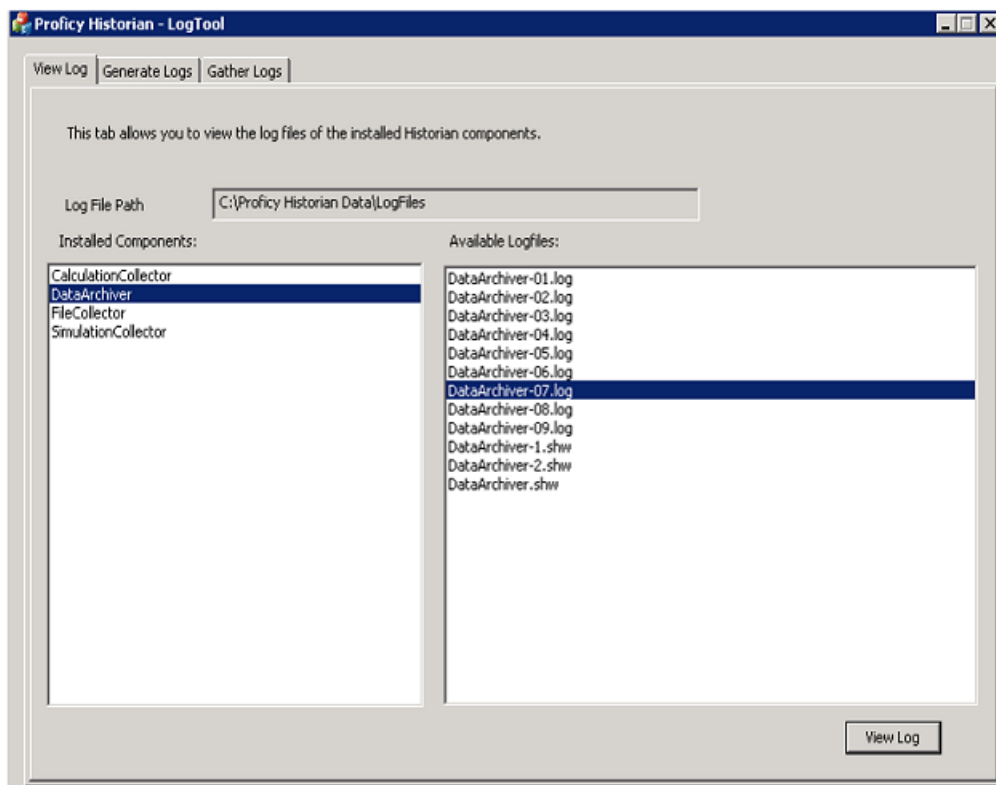 Proficy Historian - LogTool
View Log Generate Logs Gather Logs
This tab allows you to view the log files of the installed Historian components.
Log File Path C:\Proficy Historian Data\LogFiles
Installed Components:
CalculationCollector
DataArchiver
FileCollector
SimulationCollector
Available Logfiles:
DataArchiver-01.log
DataArchiver-02.log
DataArchiver-03.log
DataArchiver-04.log
DataArchiver-05.log
DataArchiver-06.log
DataArchiver-07.log
DataArchiver-08.log
DataArchiver-09.log
DataArchiver-1.shw
DataArchiver-2.shw
DataArchiver.shw
View Log